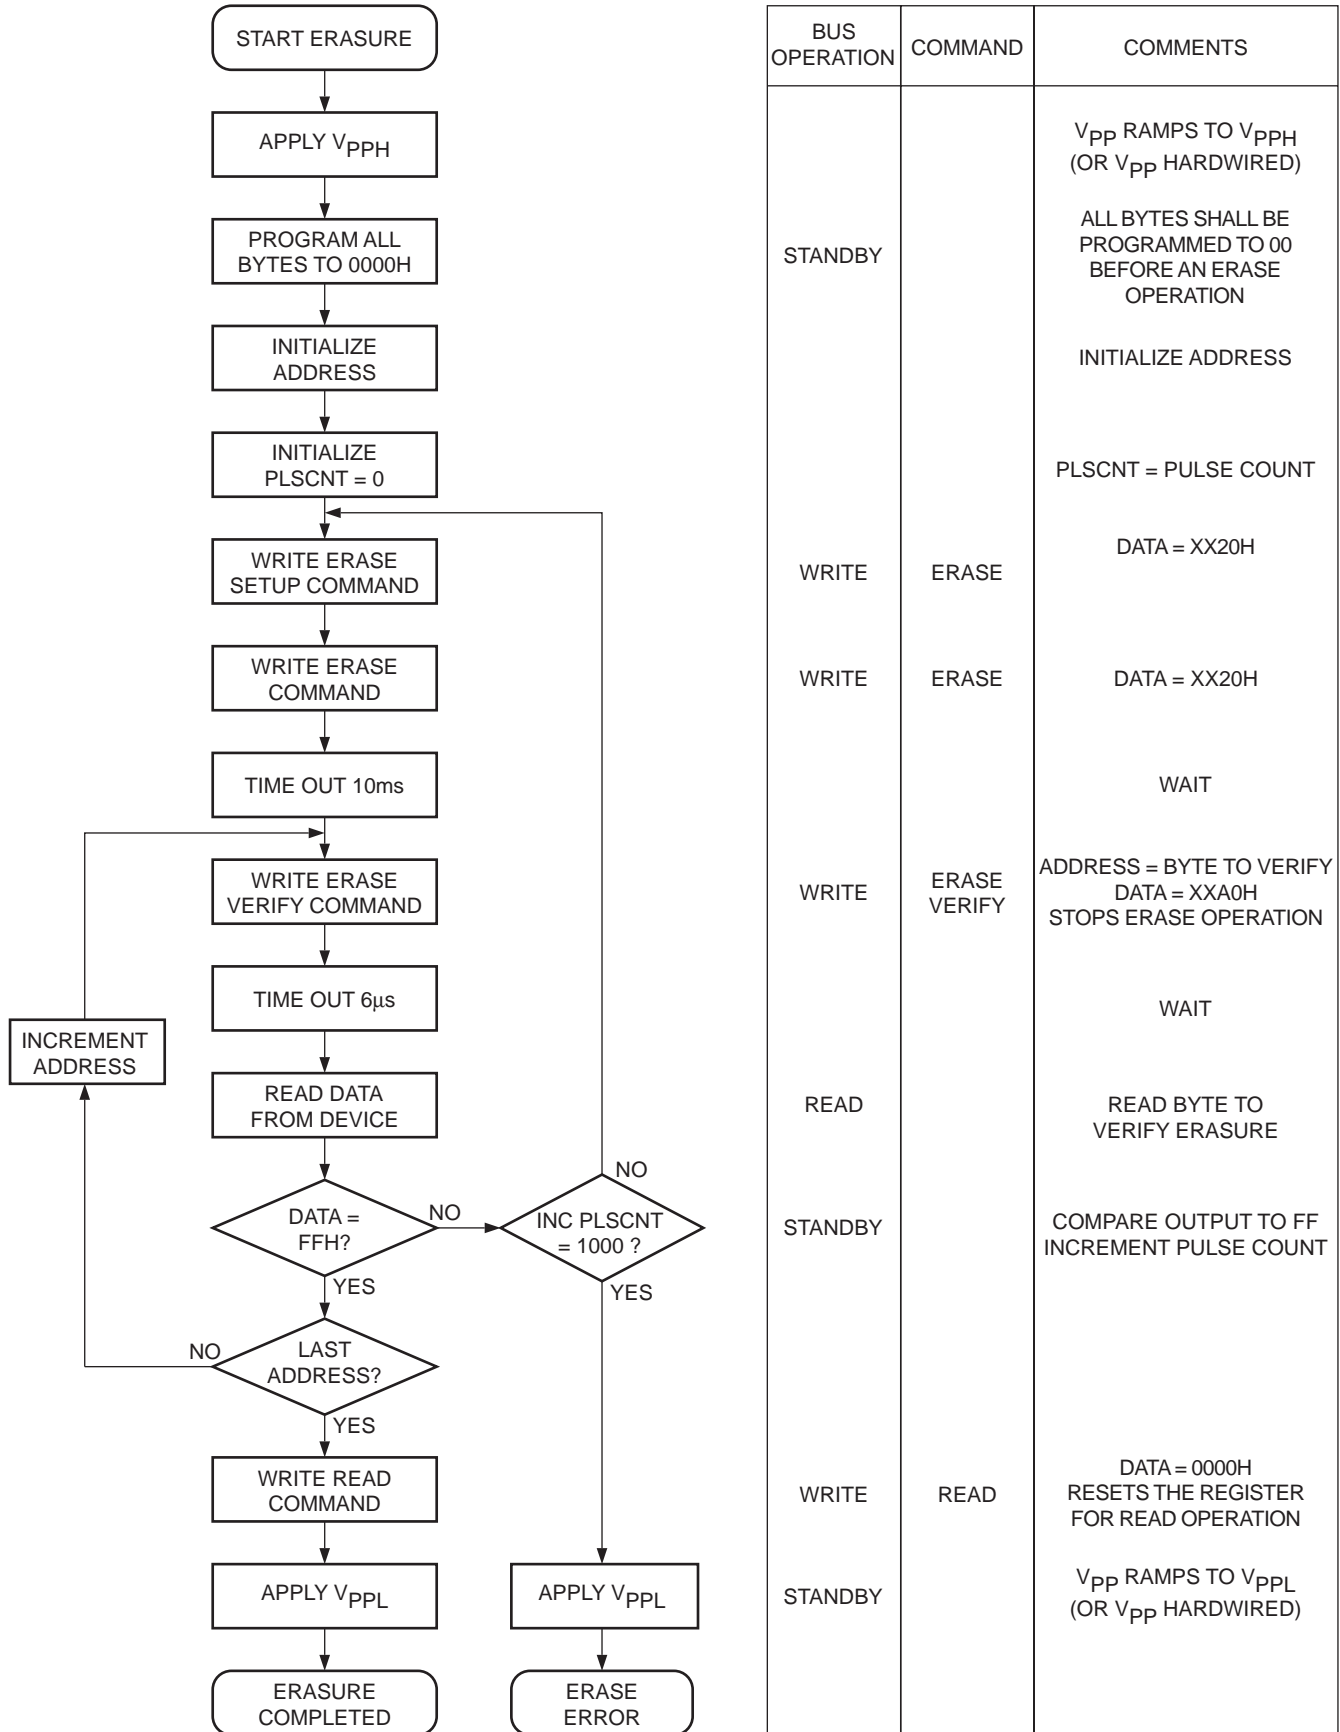 START ERASURE
APPLY VPPH
PROGRAM ALL
BYTES TO 0000H
INITIALIZE
ADDRESS
INITIALIZE
PLSCNT = 0
WRITE ERASE
SETUP COMMAND
WRITE ERASE
COMMAND
TIME OUT 10ms
WRITE ERASE
VERIFY COMMAND
TIME OUT 6µs
INCREMENT
ADDRESS
READ DATA
FROM DEVICE
DATA =
FFH?
NO
YES
INC PLSCNT
= 1000 ?
NO
YES
LAST
ADDRESS?
NO
YES
WRITE READ
COMMAND
APPLY VPPL
APPLY VPPL
ERASURE
COMPLETED
ERASE
ERROR
BUS
OPERATION
COMMAND
COMMENTS
VPP RAMPS TO VPPH
(OR VPP HARDWIRED)
STANDBY
ALL BYTES SHALL BE
PROGRAMMED TO 00
BEFORE AN ERASE
OPERATION
INITIALIZE ADDRESS
PLSCNT = PULSE COUNT
WRITE
ERASE
DATA = XX20H
WRITE
ERASE
DATA = XX20H
WAIT
WRITE
ERASE
VERIFY
ADDRESS = BYTE TO VERIFY
DATA = XXA0H
STOPS ERASE OPERATION
WAIT
READ
READ BYTE TO
VERIFY ERASURE
STANDBY
COMPARE OUTPUT TO FF
INCREMENT PULSE COUNT
WRITE
READ
DATA = 0000H
RESETS THE REGISTER
FOR READ OPERATION
STANDBY
VPP RAMPS TO VPPL
(OR VPP HARDWIRED)